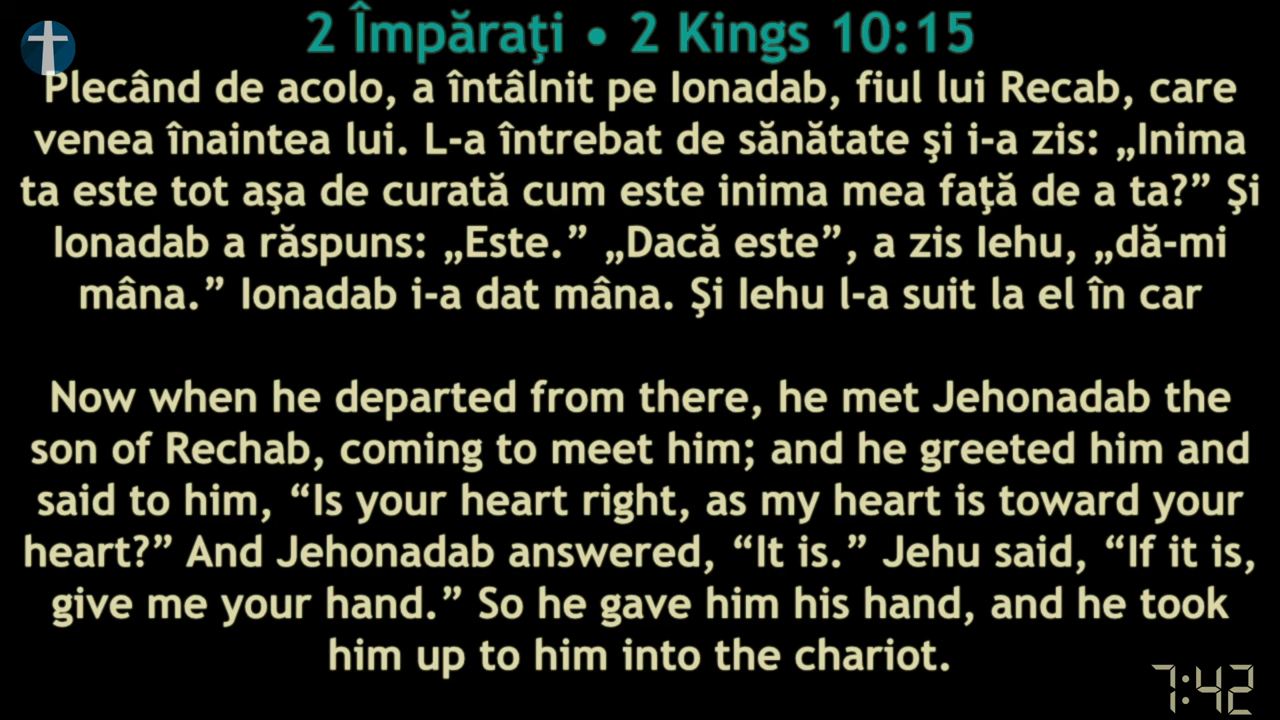 2 Împăraţi • 2 Kings 10:15
Plecând de acolo, a întâlnit pe Ionadab, fiul lui Recab, care
venea înaintea lui. L-a întrebat de sănătate şi i-a zis: „Inima
ta este tot aşa de curată cum este inima mea faţă de a ta?” Şi
Ionadab a răspuns: „Este.” „Dacă este”, a zis Iehu, „dă-mi
mâna.” Ionadab i-a dat mâna. Şi Iehu l-a suit la el în car
Now when he departed from there, he met Jehonadab the
son of Rechab, coming to meet him; and he greeted him and
said to him, “Is your heart right, as my heart is toward your
heart?” And Jehonadab answered, “It is.” Jehu said, “If it is,
give me your hand.” So he gave him his hand, and he took
him up to him into the chariot.
7:42